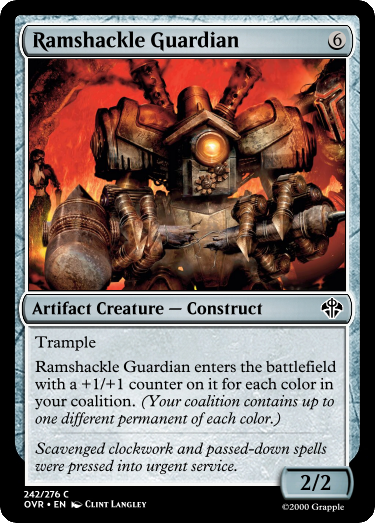 Ramshackle Guardian 6
Artifact Creature — Construct
Trample
Ramshackle Guardian enters the battlefield
with a +1/+1 counter on it for each color in
your coalition. (Your coalition contains up to
one different permanent of each color.)
Scavenged clockwork and passed-down spells
were pressed into urgent service.
2/2
242/276 C
OVR • EN Clint Langley
©2000 Grapple